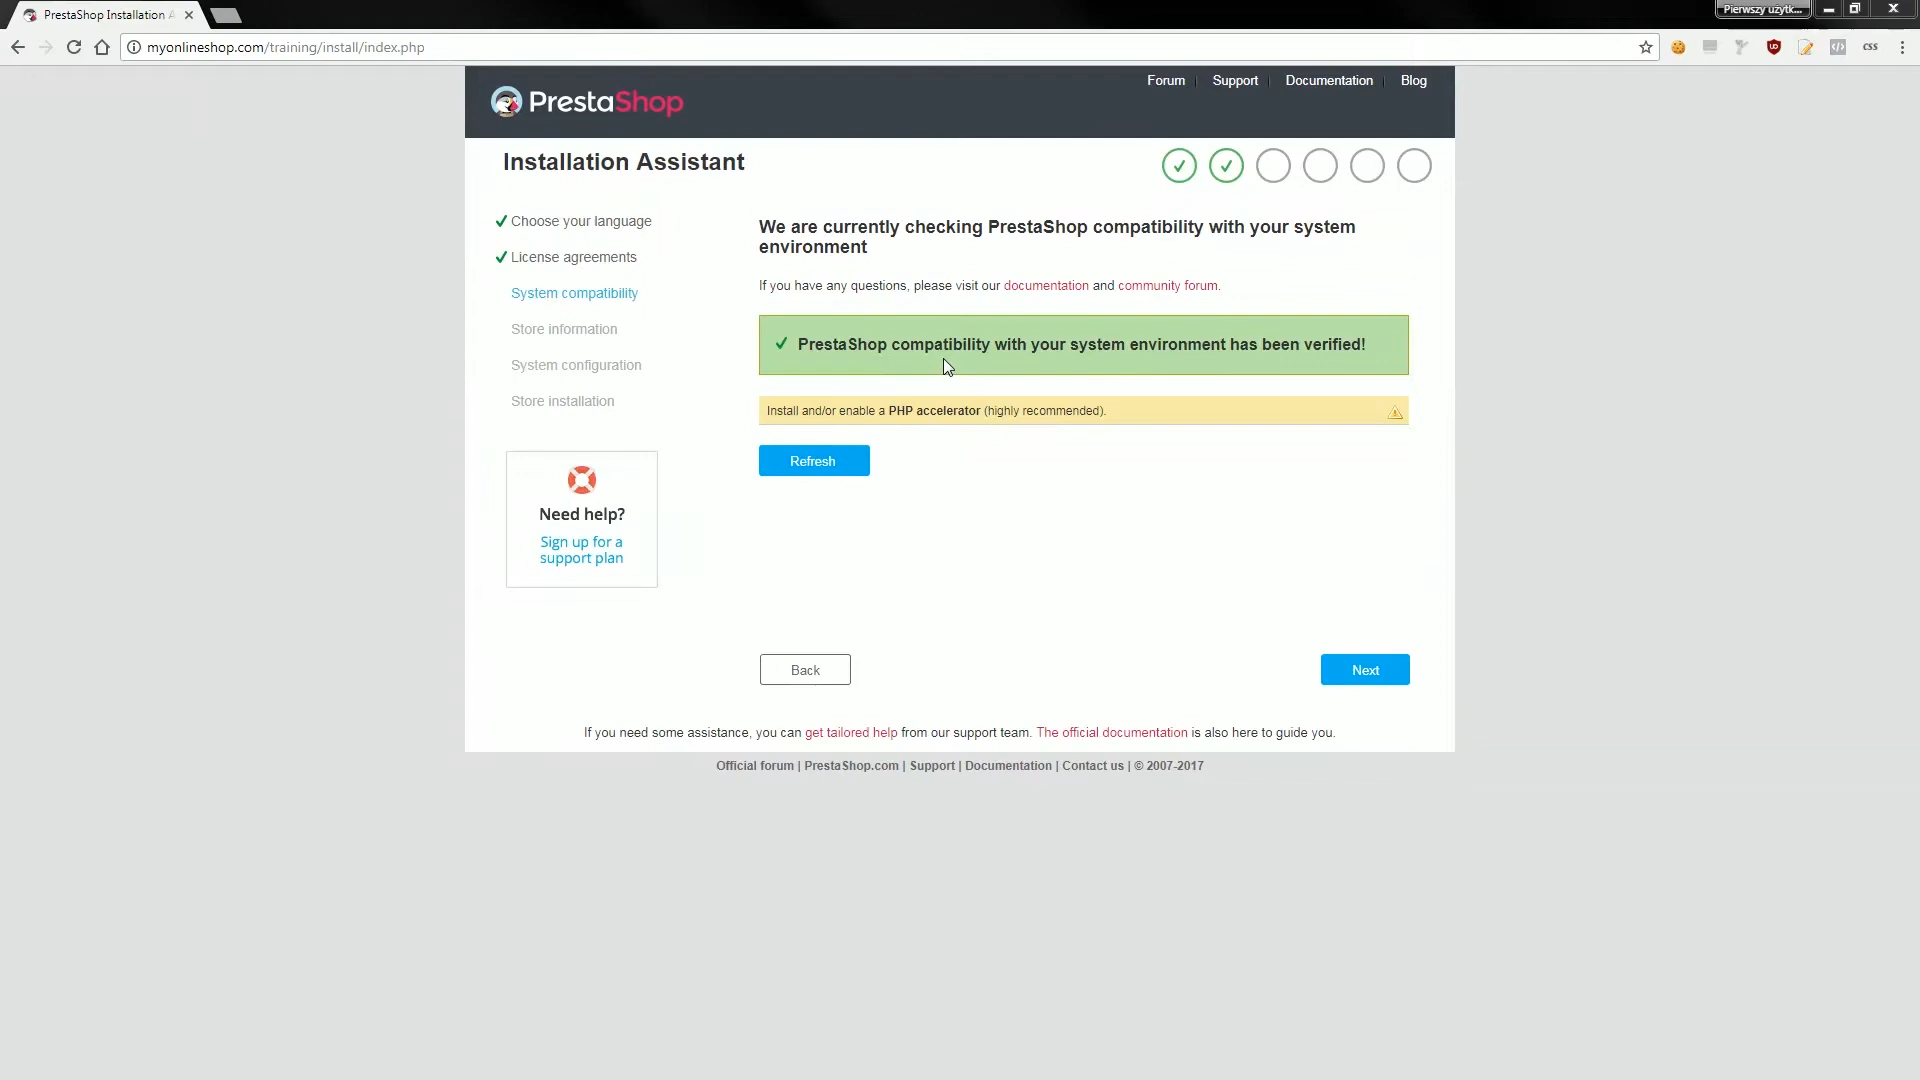 PrestaShop Installation A
Pierwszy użytk...
myonlineshop.com/training/install/index.php
css
Forum
Support
Documentation
Blog
PrestaShop
Installation Assistant
Choose your language
License agreements
System compatibility
Store information
System configuration
Store installation
Need help?
Sign up for a
support plan
We are currently checking PrestaShop compatibility with your system
environment
If you have any questions, please visit our documentation and community forum.
PrestaShop compatibility with your system environment has been verified!
Install and/or enable a PHP accelerator (highly recommended).
Refresh
Back
Next
If you need some assistance, you can get tailored help from our support team. The official documentation is also here to guide you.
Official forum | PrestaShop.com | Support | Documentation | Contact us | © 2007-2017